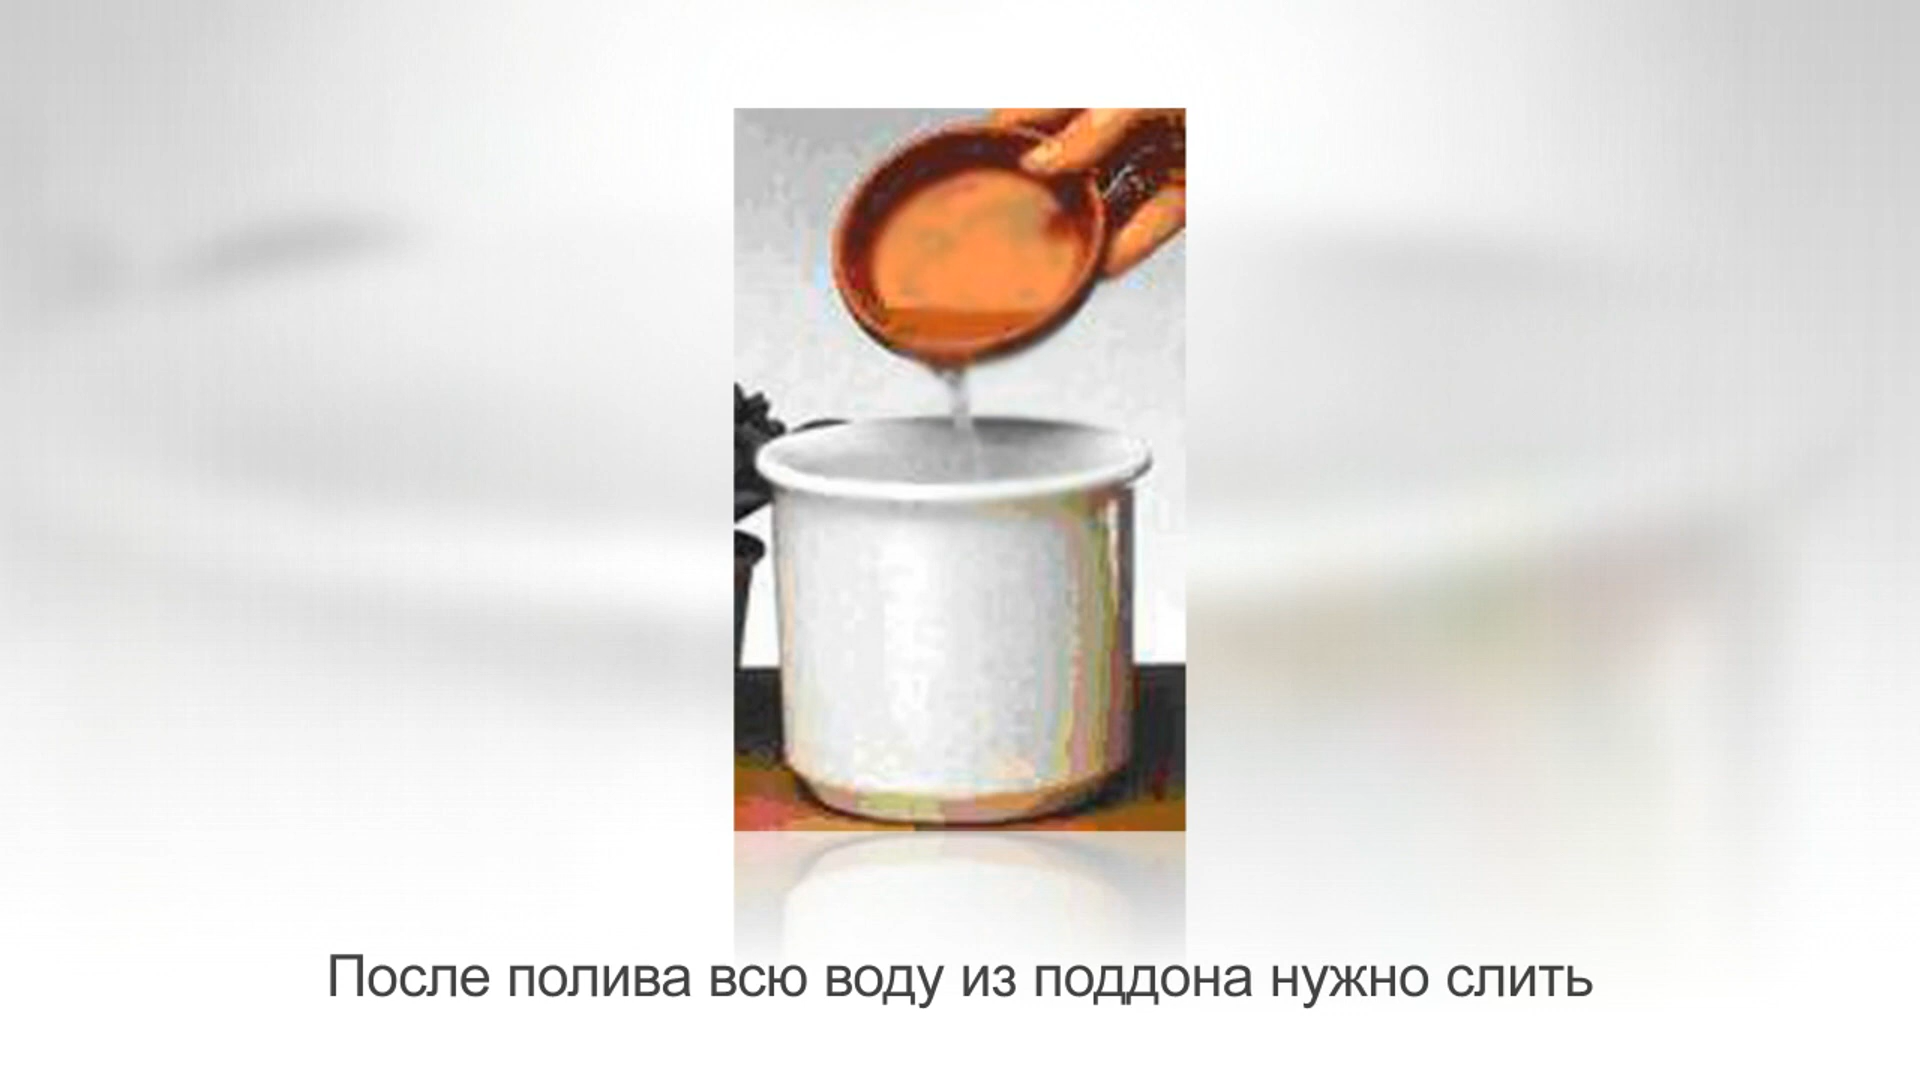 После полива всю воду из поддона нужно слить